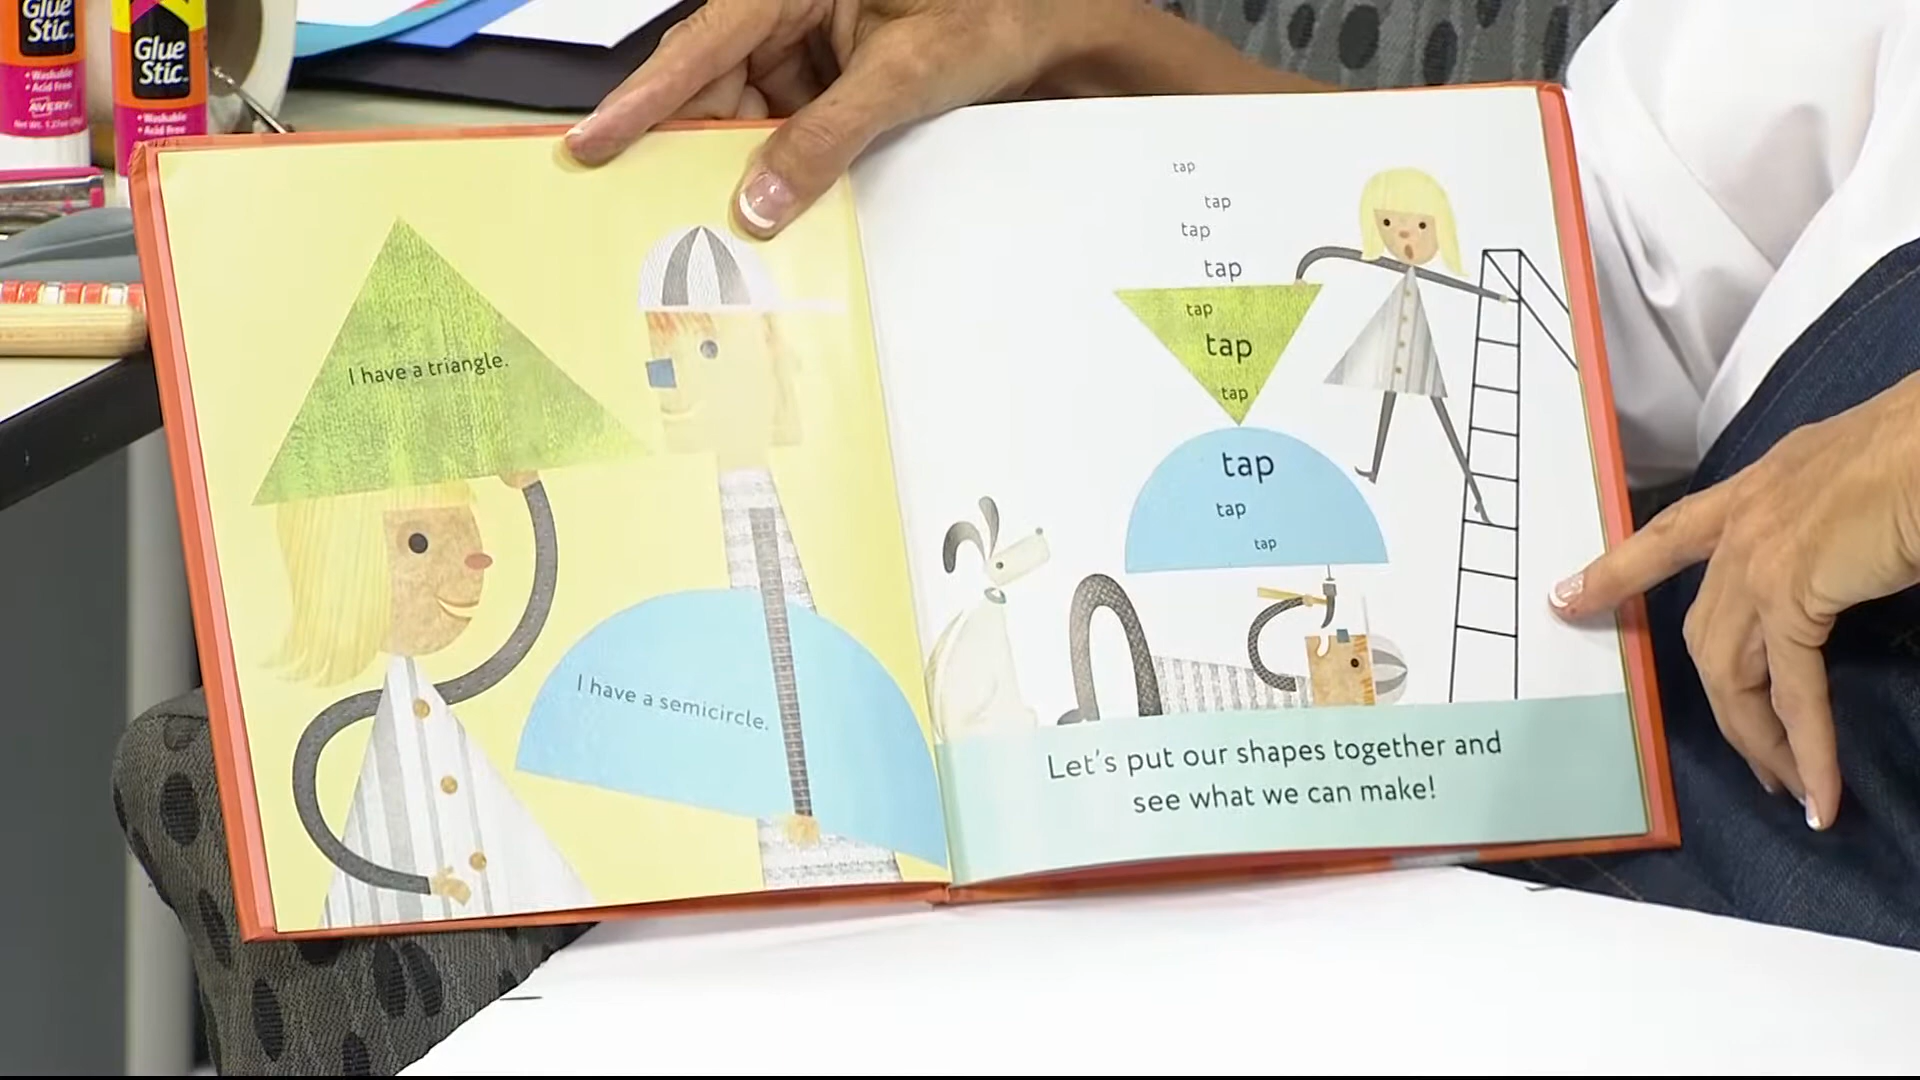 Glue
Stic.
• Washable
• Acid Free
AVERY
Glue
Stic.
• Washable
• Acid Free
I have a triangle.
I have a semicircle.
tap
tap
tap
tap
tap
tap
tap
tap
tap
tap
Let's put our shapes together and
see what we can make!